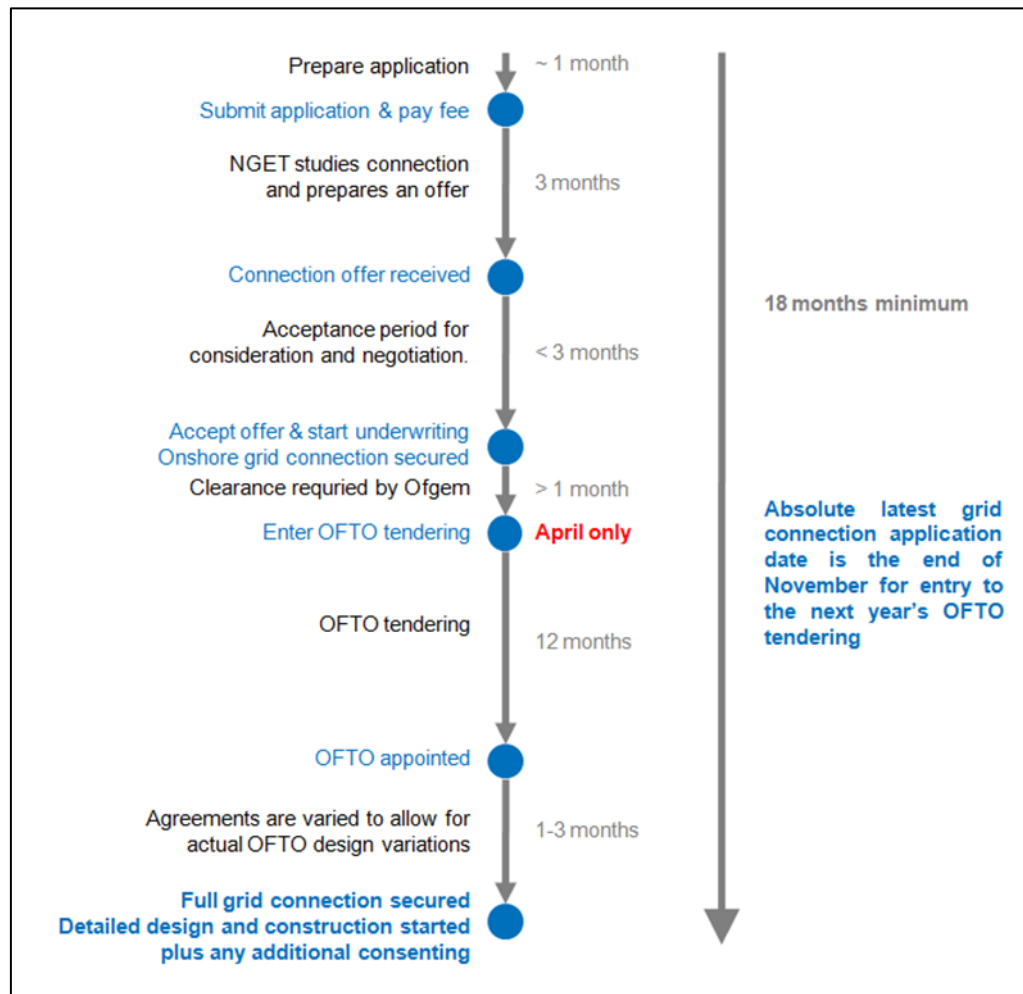 Prepare application
~ 1 month
Submit application & pay fee
NGET studies connection
and prepares an offer
3 months
Connection offer received
18 months minimum
Acceptance period for
consideration and negotiation.
< 3 months
Accept offer & start underwriting
Onshore grid connection secured
Clearance requried by Ofgem
> 1 month
Enter OFTO tendering
April only
Absolute latest grid
connection application
date is the end of
November for entry to
the next year's OFTO
tendering
OFTO tendering
12 months
OFTO appointed
Agreements are varied to allow for
actual OFTO design variations
1-3 months
Full grid connection secured
Detailed design and construction started
plus any additional consenting